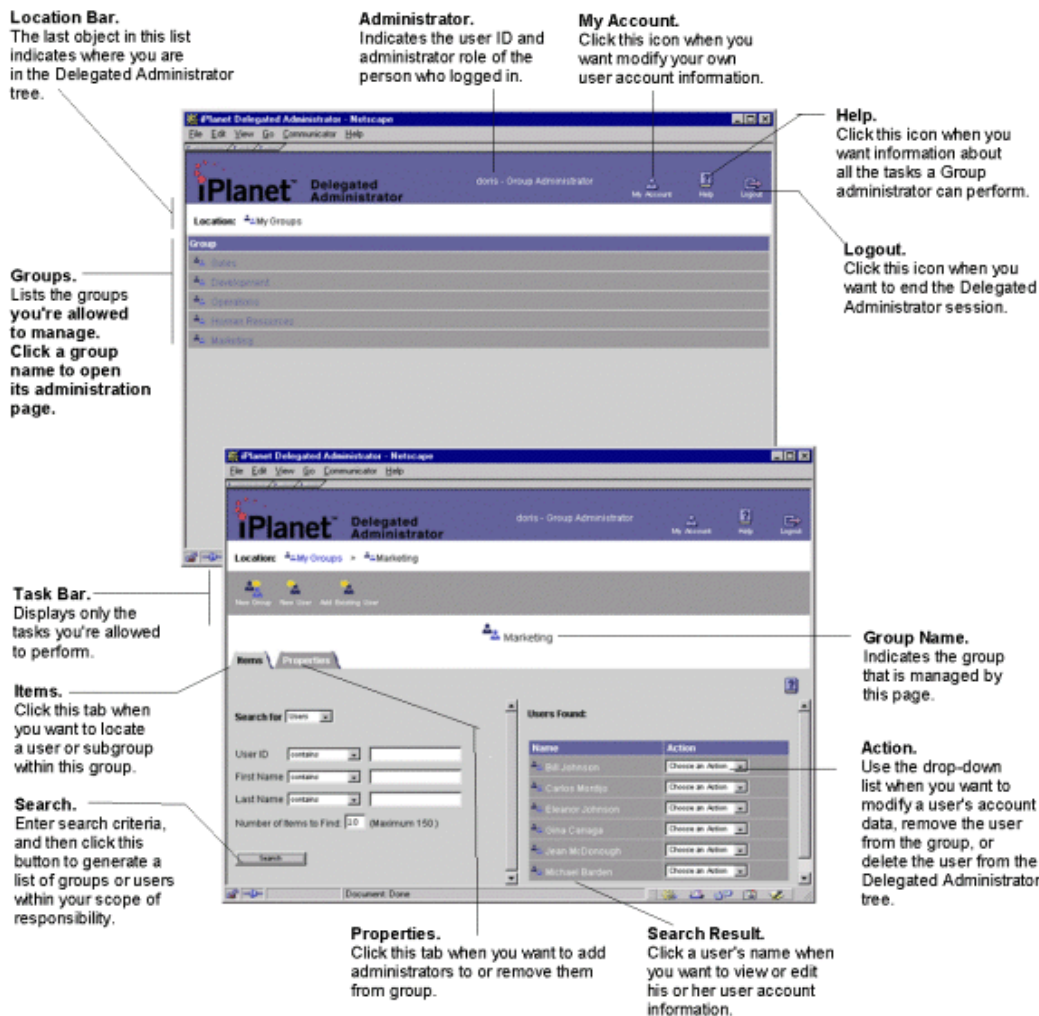 Location Bar.
The last object in this list
indicates where you are
in the Delegated Administrator
tree.
Administrator.
Indicates the user ID and
administrator role of the
person who logged in.
My Account.
Click this icon when you
want modify your own
user account information.
Help.
Click this icon when you
want information about
all the tasks a Group
administrator can perform.
Logout.
Click this icon when you
want to end the Delegated
Administrator session.
iPlanet Delegated Administrator - Netscape
File Edit View Go Communicator Help
iPlanet™ Delegated
Administrator
doris - Group Administrator
My Account Help Logout
Location: My Groups
Group
Sales
Development
Operations
Human Resources
Marketing
Groups.
Lists the groups
you're allowed
to manage.
Click a group
name to open
its administration
page.
iPlanet Delegated Administrator - Netscape
File Edit View Go Communicator Help
iPlanet™ Delegated
Administrator
doris - Group Administrator
My Account Help Logout
Location: My Groups > Marketing
New Group New User Add Existing User
Marketing
Items Properties
Search for Users
User ID contains
First Name contains
Last Name contains
Number of Items to Find: 20 (Maximum 150)
Search
Users Found:
Name Action
Bill Johnson Choose an Action
Carlos Montijo Choose an Action
Eleanor Johnson Choose an Action
Gina Cariaga Choose an Action
Jean McDonough Choose an Action
Michael Barden Choose an Action
Document: Done
Task Bar.
Displays only the
tasks you're allowed
to perform.
Items.
Click this tab when
you want to locate
a user or subgroup
within this group.
Search.
Enter search criteria,
and then click this
button to generate a
list of groups or users
within your scope of
responsibility.
Group Name.
Indicates the group
that is managed by
this page.
Action.
Use the drop-down
list when you want to
modify a user's account
data, remove the user
from the group, or
delete the user from the
Delegated Administrator
tree.
Properties.
Click this tab when you want to add
administrators to or remove them
from group.
Search Result.
Click a user's name when
you want to view or edit
his or her user account
information.